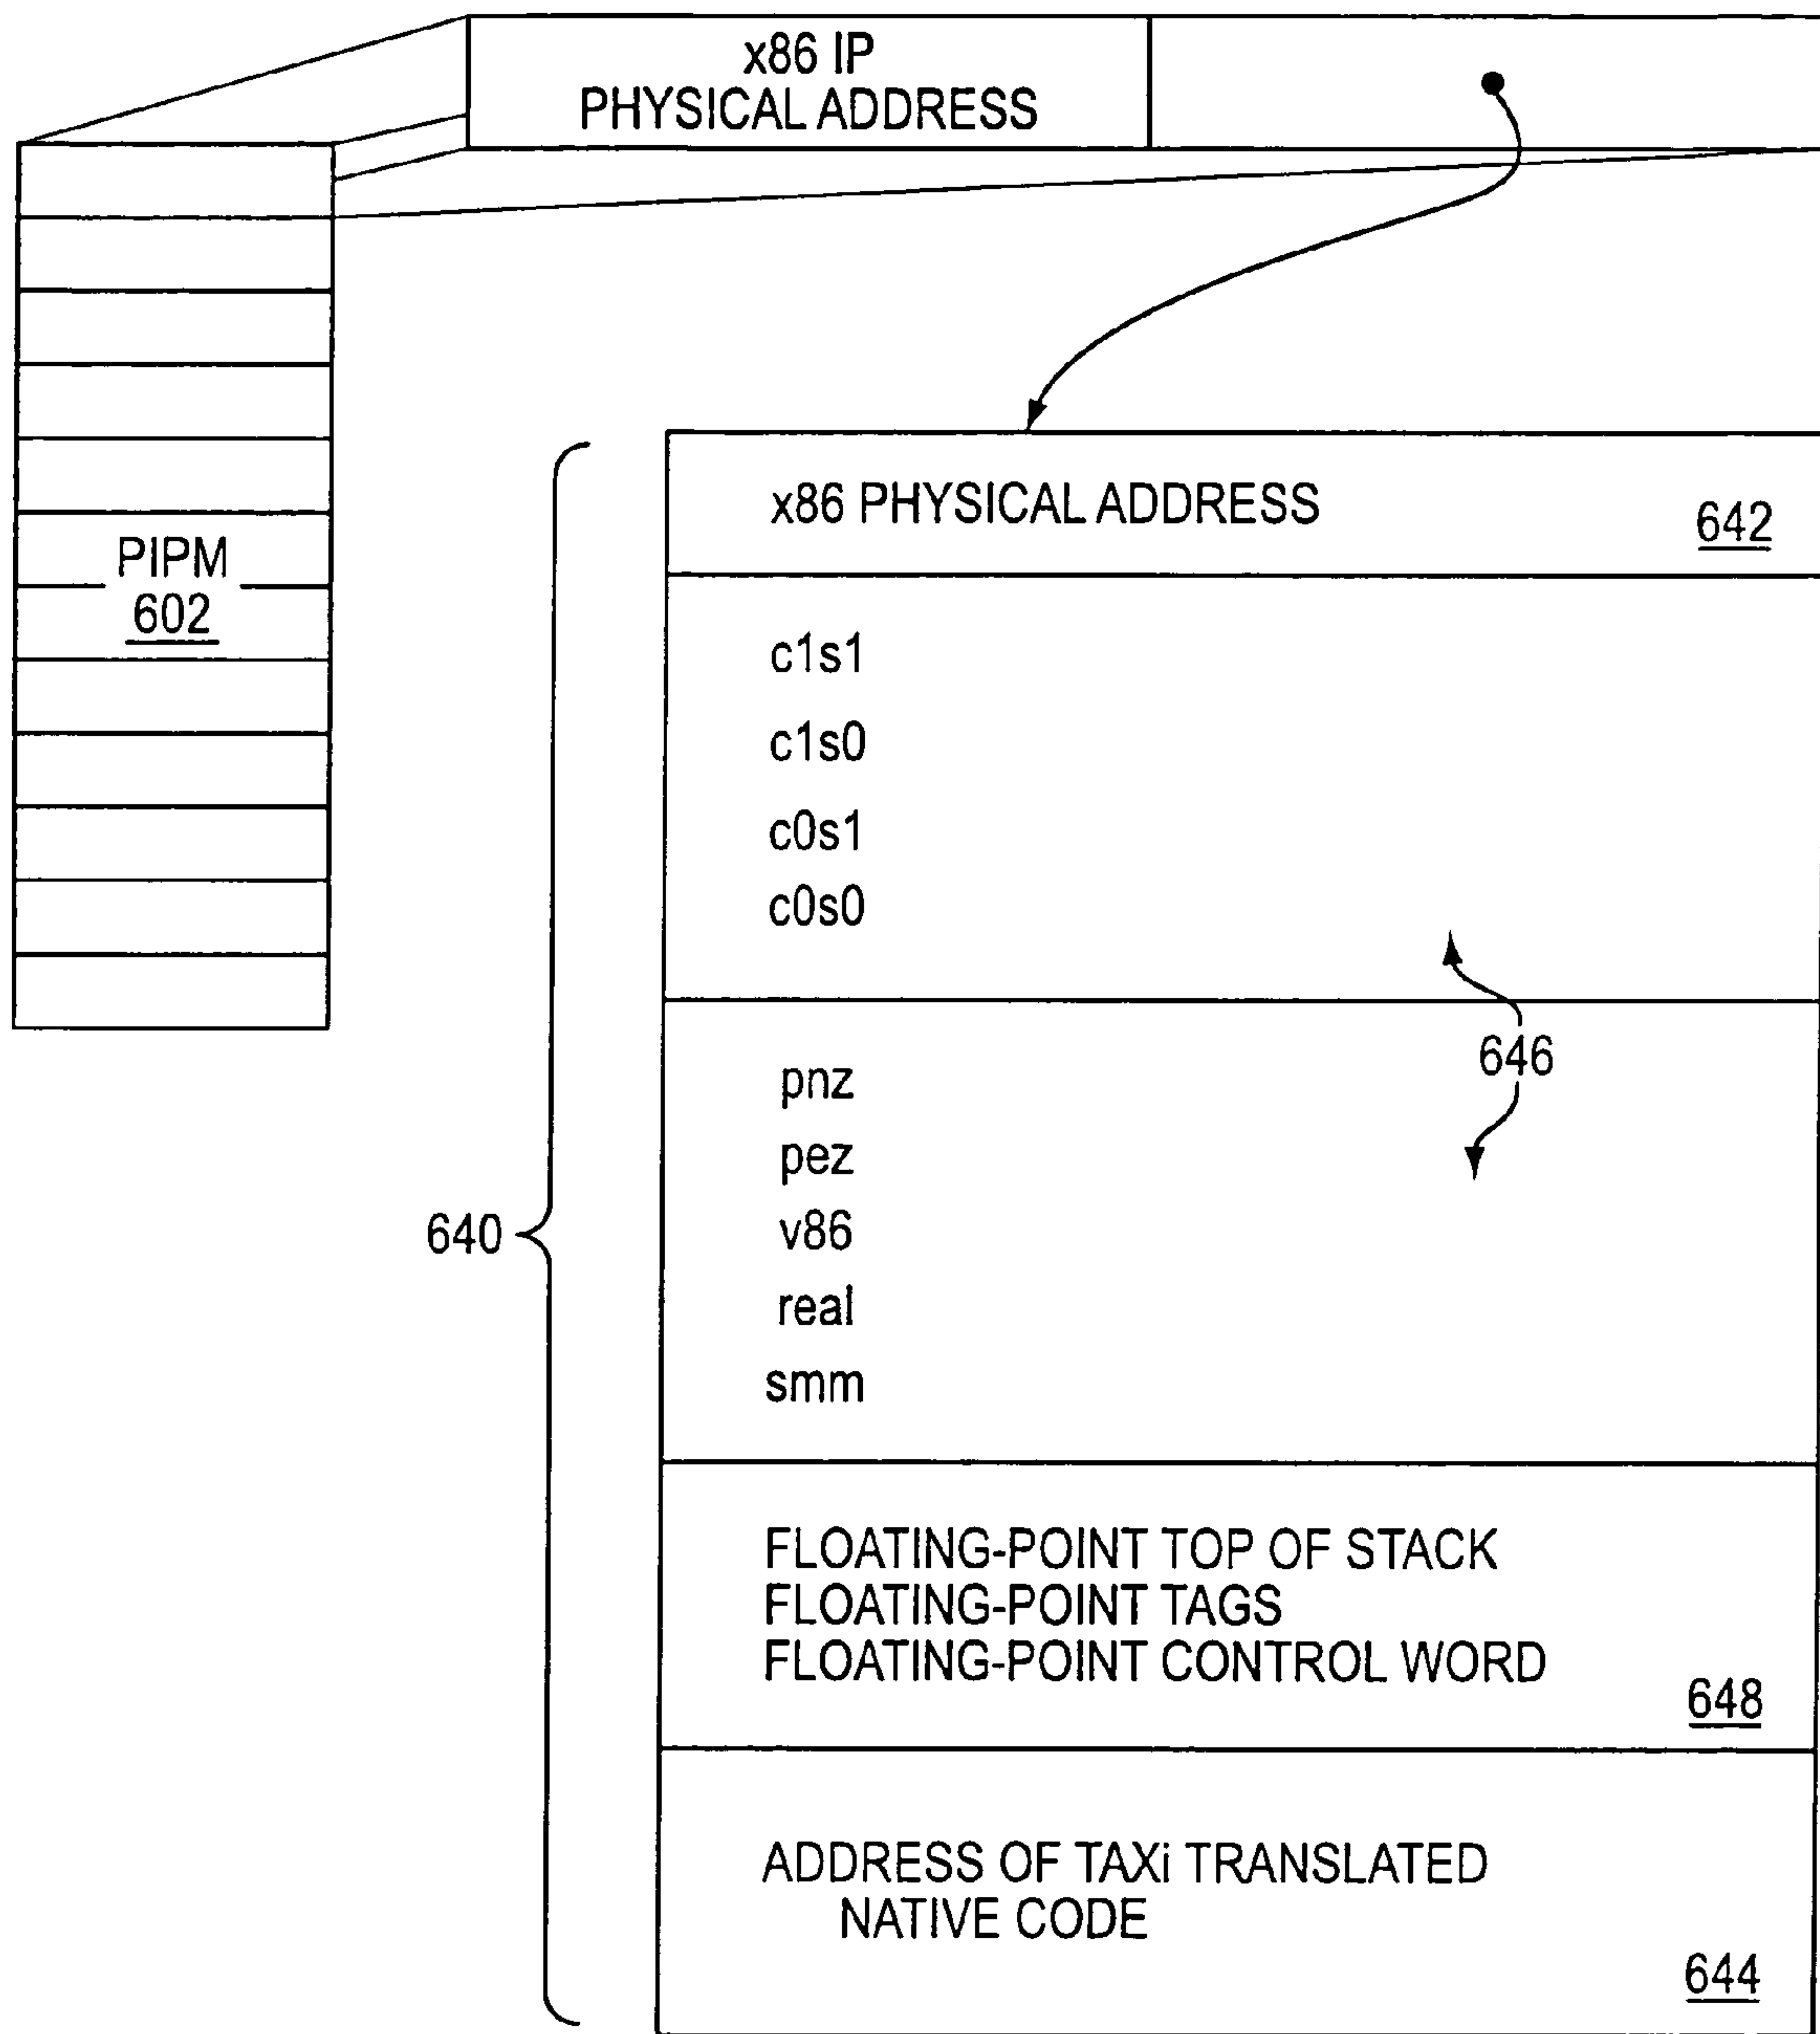 x86 IP
PHYSICAL ADDRESS
PIPM
602
x86 PHYSICAL ADDRESS
642
c1s1
c1s0
c0s1
c0s0
646
pnz
pez
v86
real
smm
640
FLOATING-POINT TOP OF STACK
FLOATING-POINT TAGS
FLOATING-POINT CONTROL WORD
648
ADDRESS OF TAXi TRANSLATED
NATIVE CODE
644